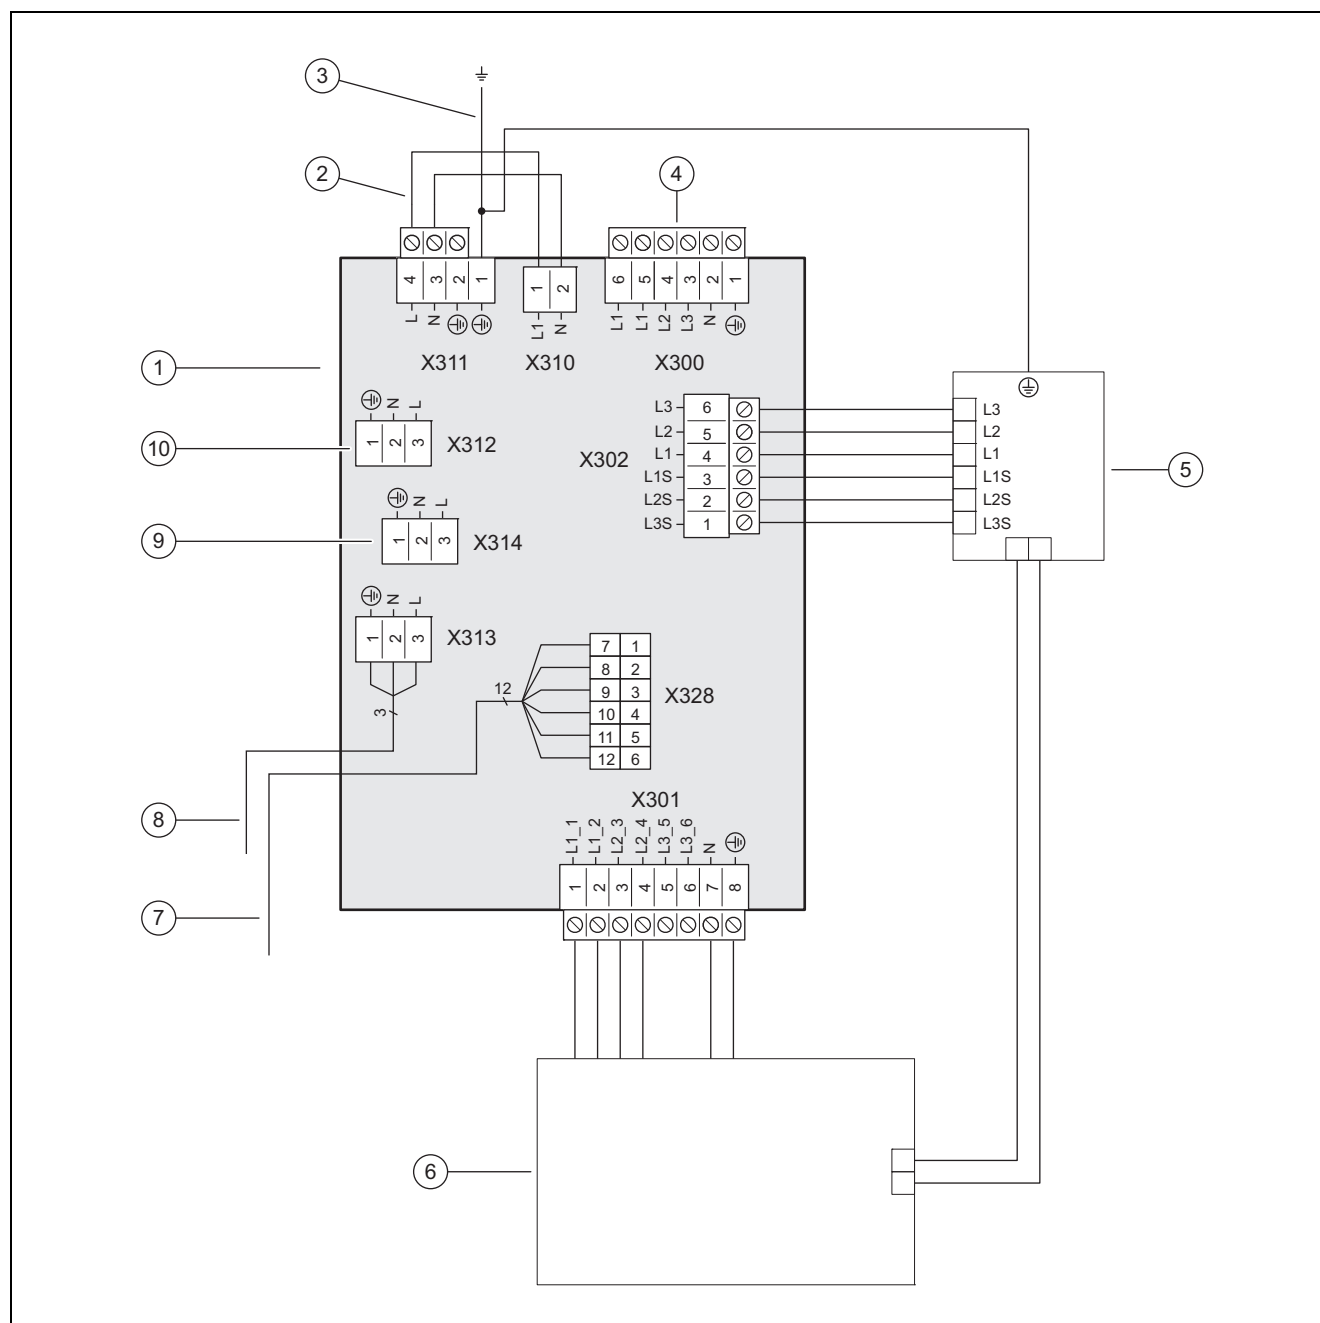 3
2
4
4 3 2 1
L N
X311
1 2
L1 N
X310
6 5 4 3 2 1
L1 L1 L2 L3 N
X300
1
10
1 2 3
N L
X312
9
1 2 3
N L
X314
1 2 3
N L
X313
3
8
7
X302
L3 6
L2 5
L1 4
L1S 3
L2S 2
L3S 1
L3
L2
L1
L1S
L2S
L3S
5
12
7 1
8 2
9 3
10 4
11 5
12 6
X328
X301
L1_1 L1_2 L2_3 L2_4 L3_5 L3_6 N
1 2 3 4 5 6 7 8
6